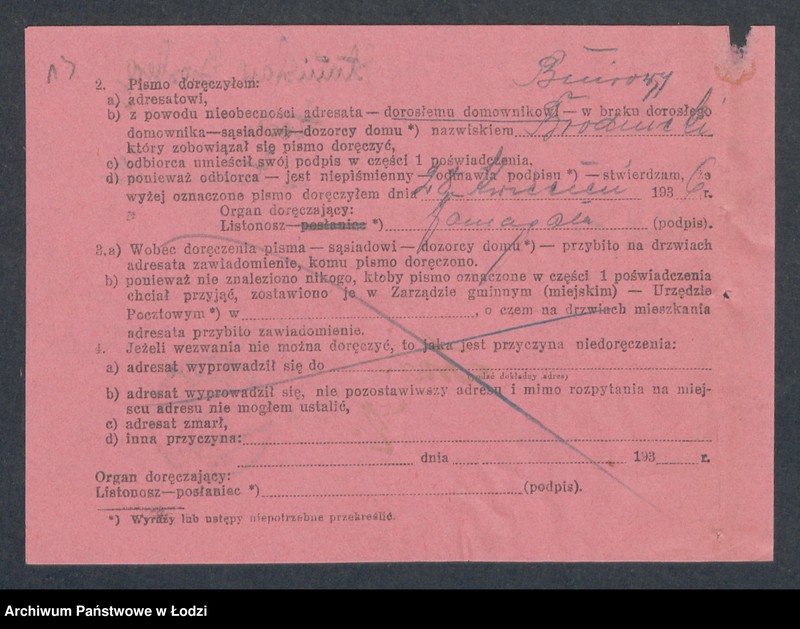 2. Pismo doręczyłem:
a) adresatowi,
b) z powodu nieobecności adresata — dorosłemu domownikowi — w braku dorosłego
domownika—sąsiadowi—dozorcy domu *) nazwiskiem
który zobowiązał się pismo doręczyć,
c) odbiorca umieścił swój podpis w części 1 poświadczenia.
d) ponieważ odbiorca — jest niepiśmienny — odmawia podpisu *) — stwierdzam, że
wyżej oznaczone pismo doręczyłem dnia kwiecień 1936 r.
Organ doręczający:
Listonosz—posłaniec *) (podpis).
3. a) Wobec doręczenia pisma — sąsiadowi — dozorcy domu *) — przybito na drzwiach
adresata zawiadomienie, komu pismo doręczono.
b) ponieważ nie znaleziono nikogo, ktoby pismo oznaczone w części 1 poświadczenia
chciał przyjąć, zostawiono je w Zarządzie gminnym (miejskim) — Urzędzie
Pocztowym *) w , o czem na drzwiach mieszkania
adresata przybito zawiadomienie.
4. Jeżeli wezwania nie można doręczyć, to jaka jest przyczyna niedoręczenia:
a) adresat wyprowadził się do
(podać dokładny adres)
b) adresat wyprowadził się, nie pozostawiwszy adresu i mimo rozpytania na miej-
scu adresu nie mogłem ustalić,
c) adresat zmarł,
d) inna przyczyna:
dnia 193 r.
Organ doręczający:
Listonosz—posłaniec *) (podpis).
*) Wyrazy lub ustępy niepotrzebne przekreślić.
Archiwum Państwowe w Łodzi